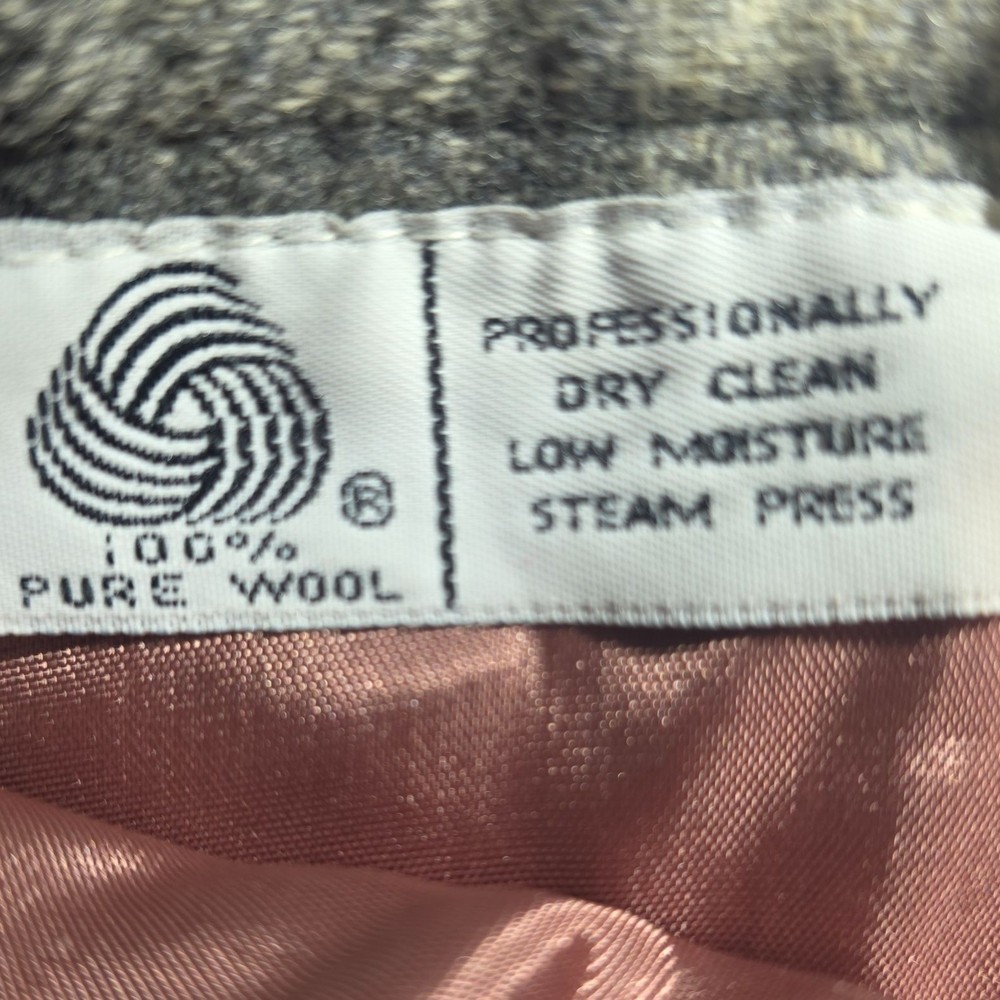 ®
100%
PURE WOOL
PROFESSIONALLY
DRY CLEAN
LOW MOISTURE
STEAM PRESS